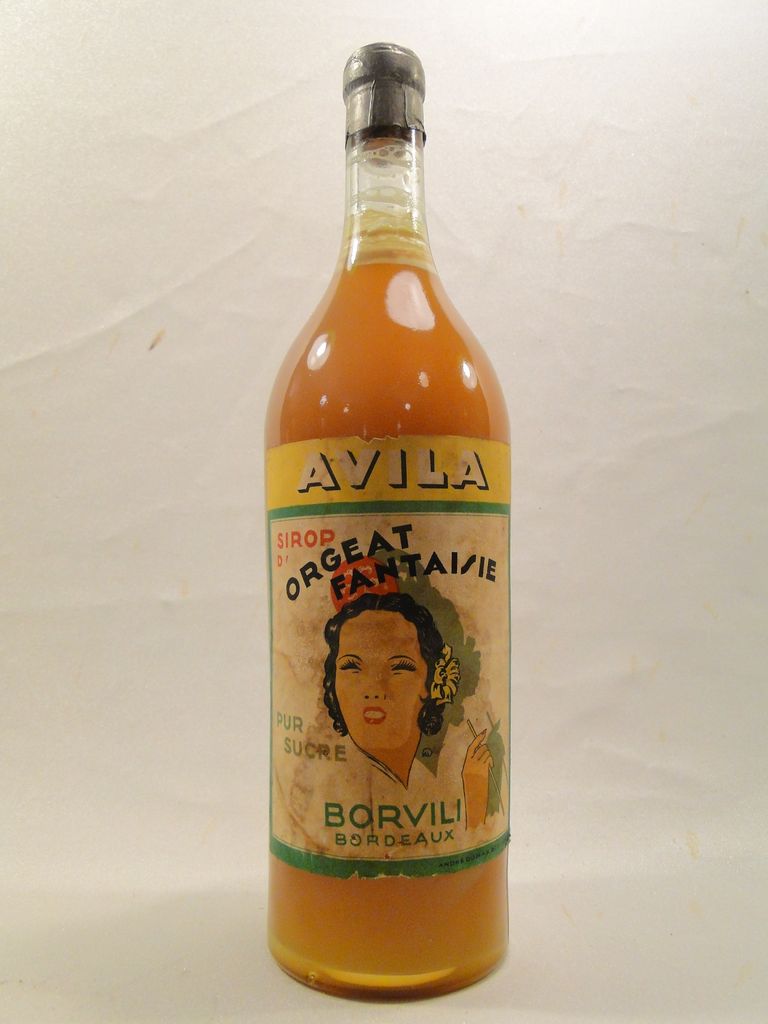 AVILA
SIROP
D'
ORGEAT
FANTAISIE
PUR
SUCRE
BORVILI
BORDEAUX